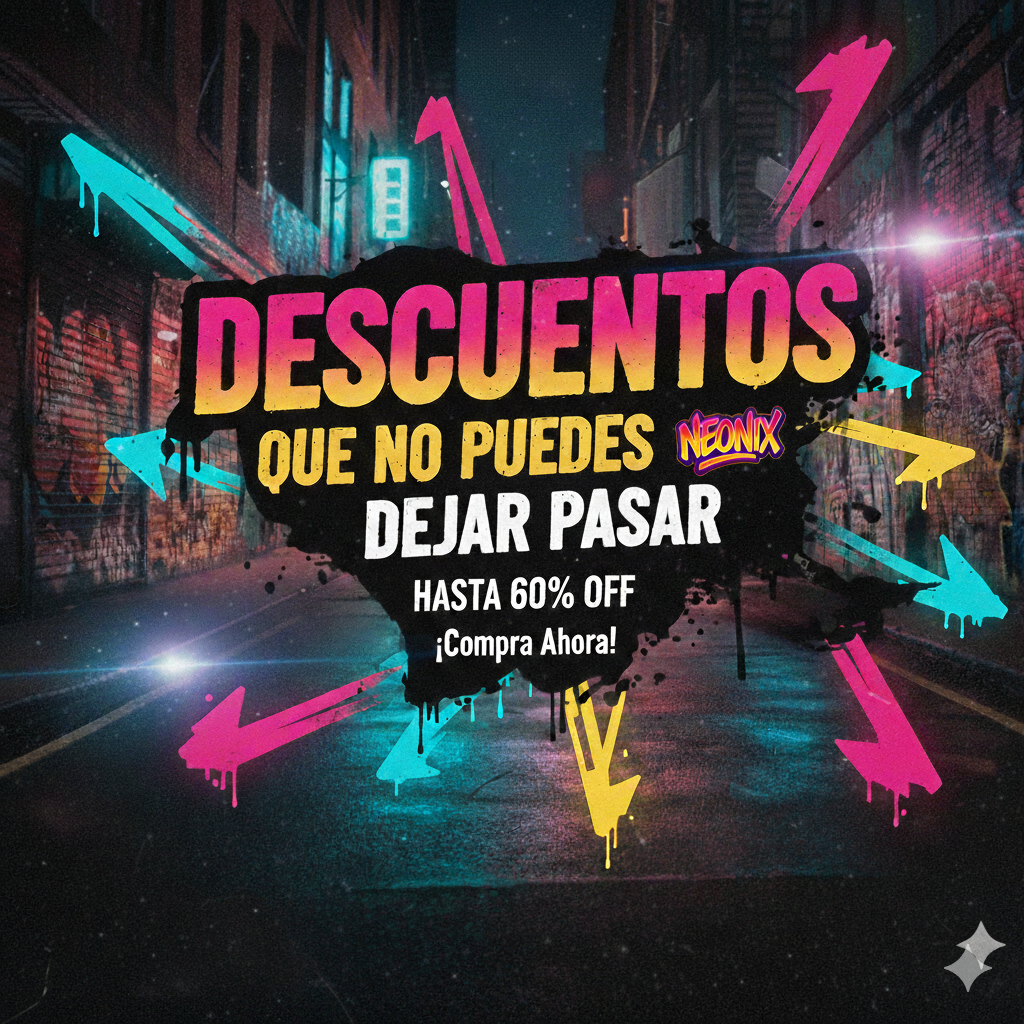 DESCUENTOS
QUE NO PUEDES NEONIX
DEJAR PASAR
HASTA 60% OFF
¡Compra Ahora!